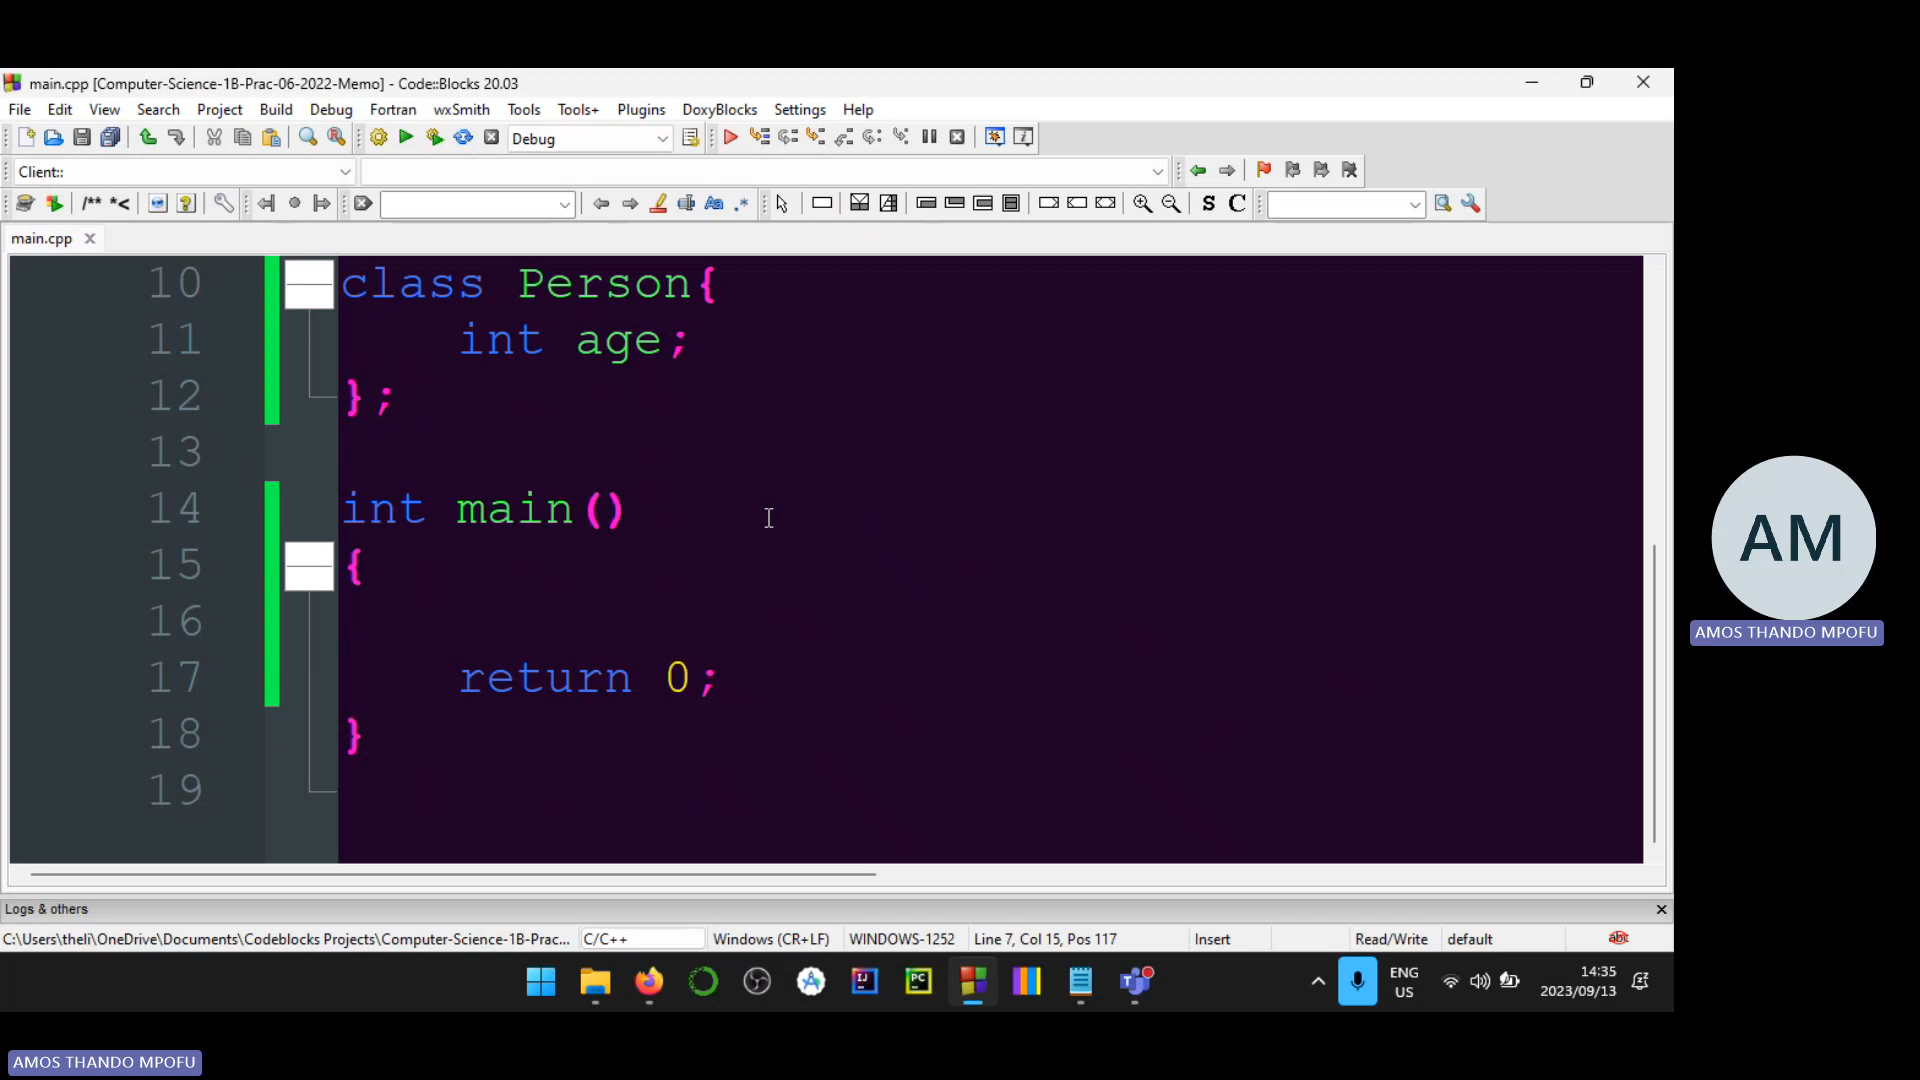 main.cpp [Computer-Science-1B-Prac-06-2022-Memo] - Code::Blocks 20.03
File Edit View Search Project Build Debug Fortran wxSmith Tools Tools+ Plugins DoxyBlocks Settings Help
Debug
Client::
/** *< Aa .* S C
main.cpp
10 class Person{
11 int age;
12 };
13
14 int main()
15 {
16
17 return 0;
18 }
19
AM
AMOS THANDO MPOFU
Logs & others
C:\Users\theli\OneDrive\Documents\Codeblocks Projects\Computer-Science-1B-Prac... C/C++ Windows (CR+LF) WINDOWS-1252 Line 7, Col 15, Pos 117 Insert Read/Write default abc
IJ PC T ENG US 14:35 2023/09/13
AMOS THANDO MPOFU